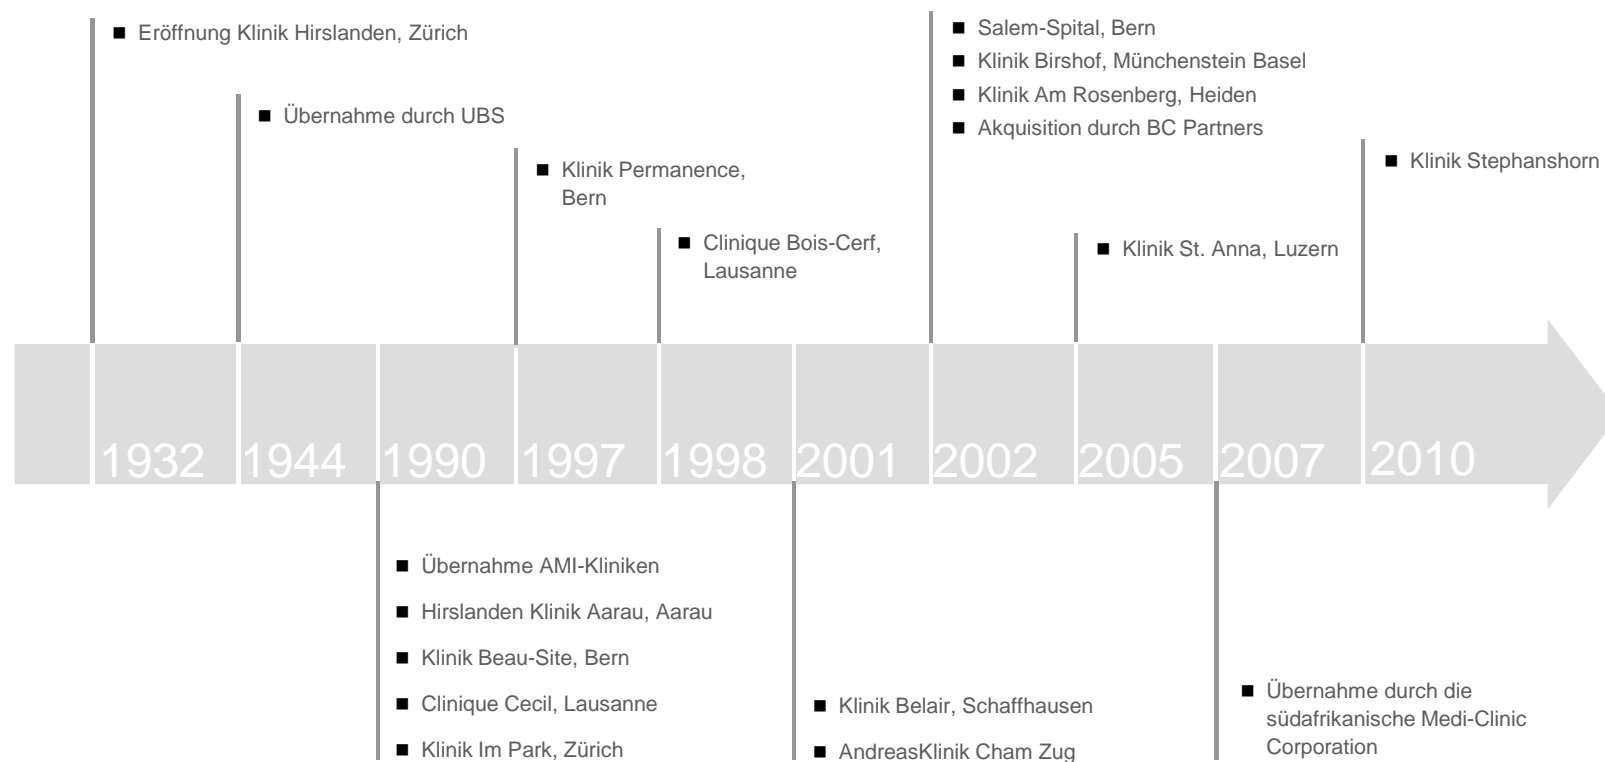 Eröffnung Klinik Hirslanden, Zürich
Übernahme durch UBS
Klinik Permanence,
Bern
Clinique Bois-Cerf,
Lausanne
Salem-Spital, Bern
Klinik Birshof, Münchenstein Basel
Klinik Am Rosenberg, Heiden
Akquisition durch BC Partners
Klinik St. Anna, Luzern
Klinik Stephanshorn
1932 1944 1990 1997 1998 2001 2002 2005 2007 2010
Übernahme AMI-Kliniken
Hirslanden Klinik Aarau, Aarau
Klinik Beau-Site, Bern
Clinique Cecil, Lausanne
Klinik Im Park, Zürich
Klinik Belair, Schaffhausen
AndreasKlinik Cham Zug
Übernahme durch die
südafrikanische Medi-Clinic
Corporation